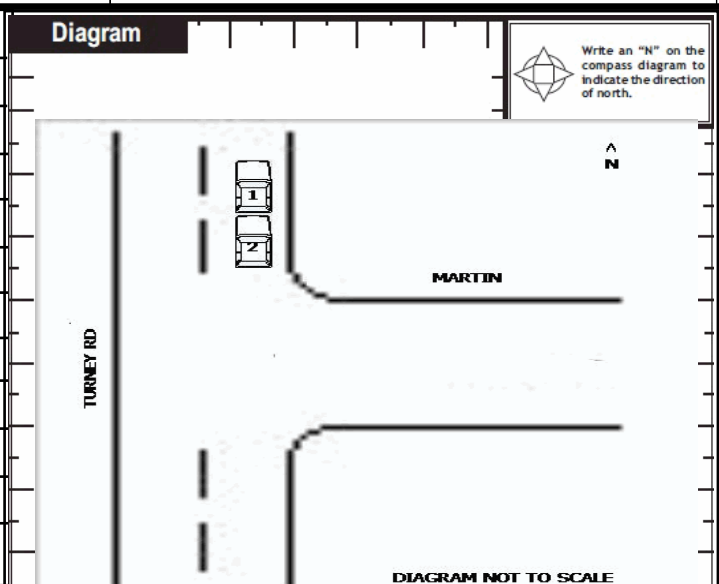 Diagram
Write an "N" on the
compass diagram to
indicate the direction
of north.
^
N
1
2
MARTIN
TURNEY RD
DIAGRAM NOT TO SCALE